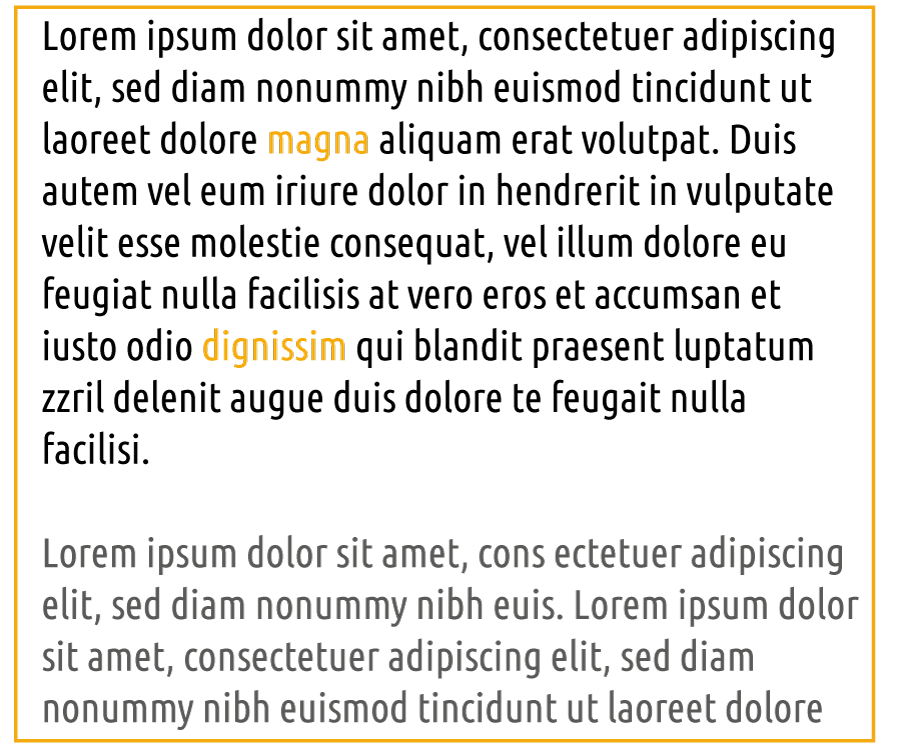 Lorem ipsum dolor sit amet, consectetuer adipiscing
elit, sed diam nonummy nibh euismod tincidunt ut
laoreet dolore magna aliquam erat volutpat. Duis
autem vel eum iriure dolor in hendrerit in vulputate
velit esse molestie consequat, vel illum dolore eu
feugiat nulla facilisis at vero eros et accumsan et
iusto odio dignissim qui blandit praesent luptatum
zzril delenit augue duis dolore te feugait nulla
facilisi.
Lorem ipsum dolor sit amet, cons ectetuer adipiscing
elit, sed diam nonummy nibh euis. Lorem ipsum dolor
sit amet, consectetuer adipiscing elit, sed diam
nonummy nibh euismod tincidunt ut laoreet dolore